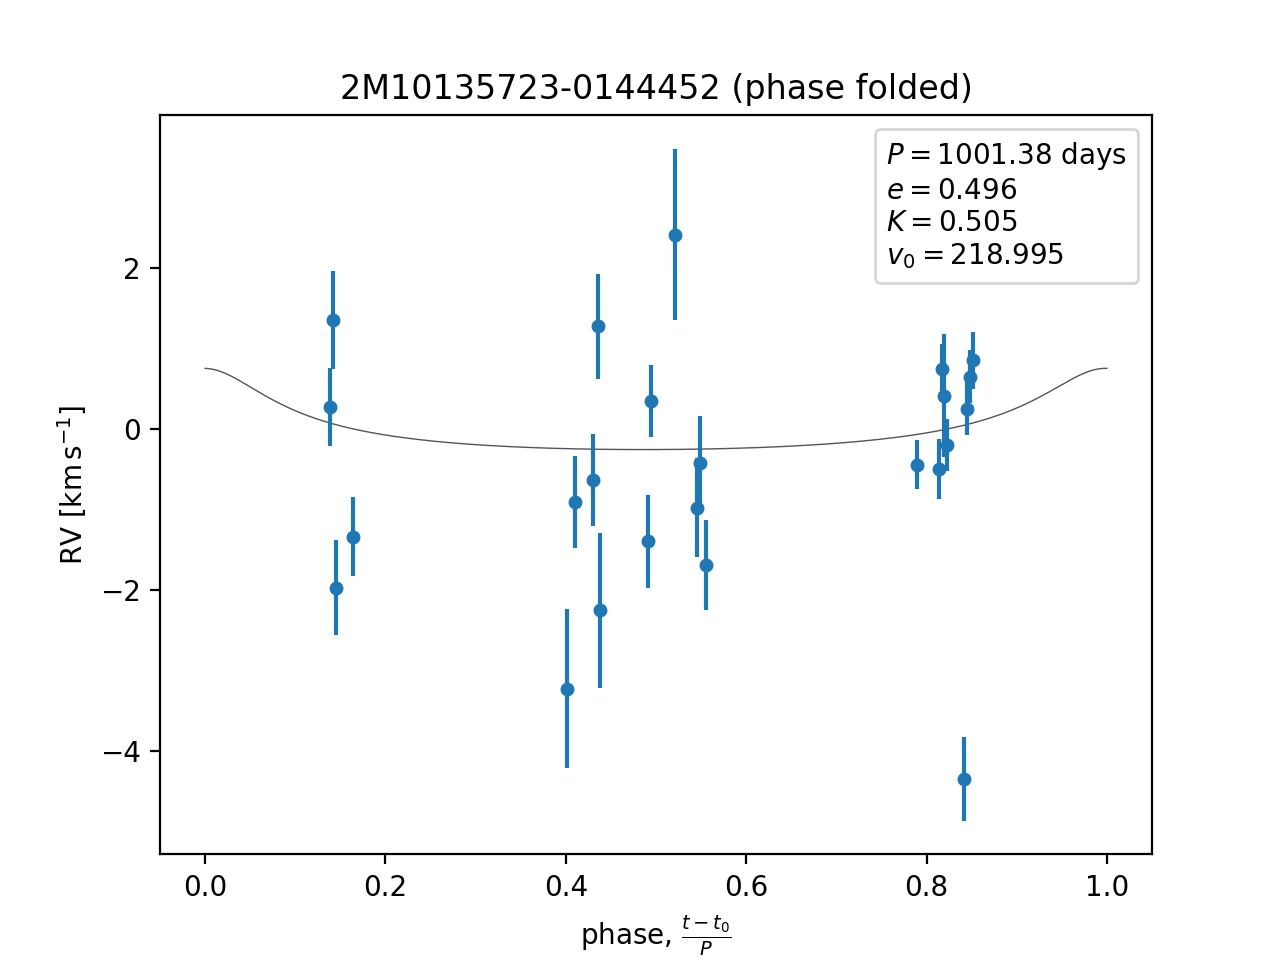 2M10135723-0144452 (phase folded)
P = 1001.38 days
e = 0.496
K = 0.505
v₀ = 218.995
RV [km s⁻¹]
2
0
−2
−4
0.0 0.2 0.4 0.6 0.8 1.0
phase, (t − t₀)/P